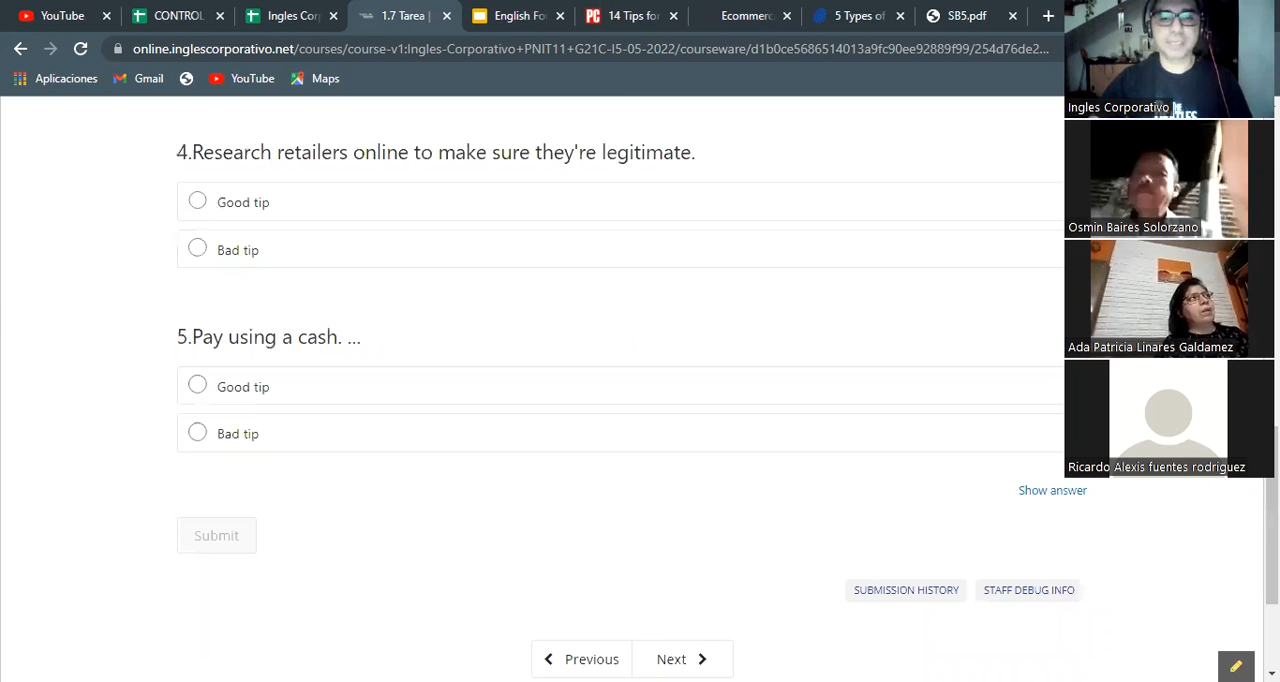 YouTube
CONTROL
Ingles Corp
1.7 Tarea |
English Fo
PC 14 Tips fo
Ecommerc
5 Types of
SB5.pdf
online.inglescorporativo.net/courses/course-v1:Ingles-Corporativo+PNIT11+G21C-I5-05-2022/courseware/d1b0ce5686514013a9fc90ee92889f99/254d76de2...
Aplicaciones
Gmail
YouTube
Maps
Ingles Corporativo
4.Research retailers online to make sure they're legitimate.
Good tip
Osmin Baires Solorzano
Bad tip
5.Pay using a cash. ...
Ada Patricia Linares Galdamez
Good tip
Bad tip
Ricardo Alexis fuentes rodriguez
Show answer
Submit
SUBMISSION HISTORY
STAFF DEBUG INFO
Previous
Next